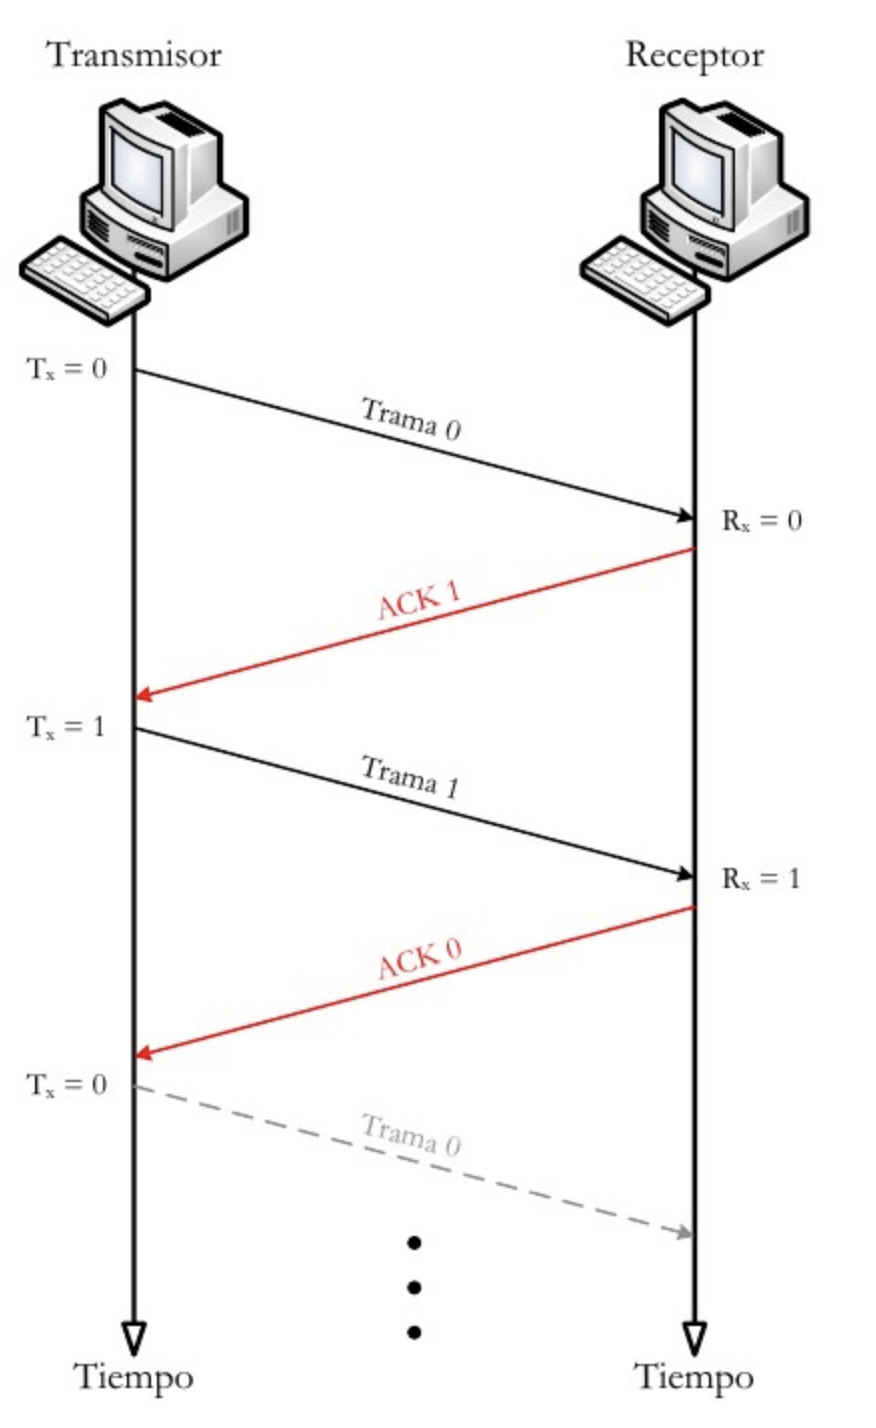 Transmisor
Receptor
Tₓ = 0
Trama 0
Rₓ = 0
ACK 1
Tₓ = 1
Trama 1
Rₓ = 1
ACK 0
Tₓ = 0
Trama 0
Tiempo
Tiempo